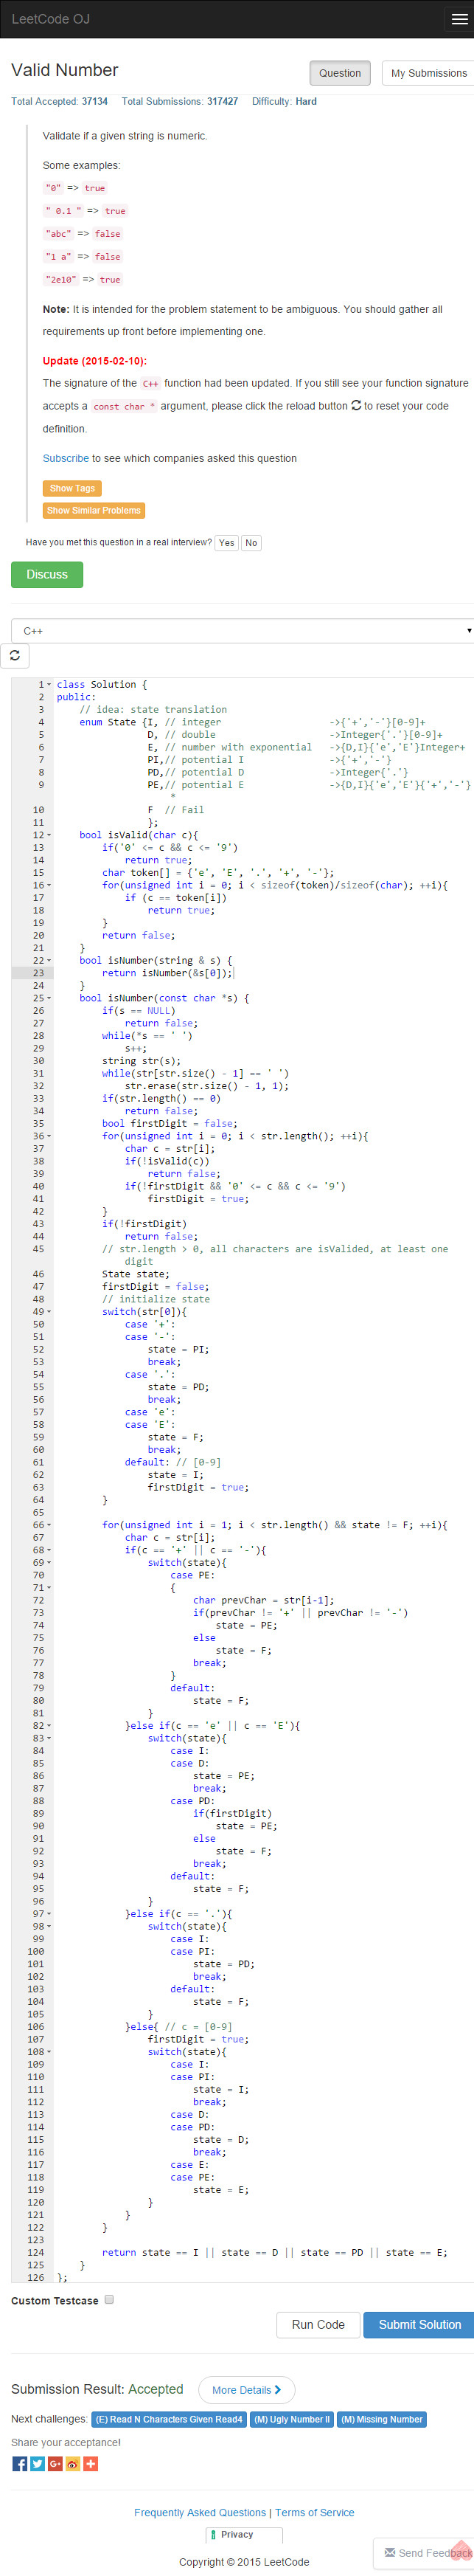 LeetCode OJ
Valid Number
Question
My Submissions
Total Accepted: 37134 Total Submissions: 317427 Difficulty: Hard
Validate if a given string is numeric.
Some examples:
"0" => true
" 0.1 " => true
"abc" => false
"1 a" => false
"2e10" => true
Note: It is intended for the problem statement to be ambiguous. You should gather all
requirements up front before implementing one.
Update (2015-02-10):
The signature of the C++ function had been updated. If you still see your function signature
accepts a const char * argument, please click the reload button to reset your code
definition.
Subscribe to see which companies asked this question
Show Tags
Show Similar Problems
Have you met this question in a real interview? Yes No
Discuss
C++
1 class Solution {
2 public:
3     // idea: state translation
4     enum State {I, // integer                   ->{'+','-'}[0-9]+
5                 D, // double                    ->Integer{'.'}[0-9]+
6                 E, // number with exponential   ->{D,I}{'e','E'}Integer+
7                 PI,// potential I               ->{'+','-'}
8                 PD,// potential D               ->Integer{'.'}
9                 PE,// potential E               ->{D,I}{'e','E'}{'+','-'}
*
10                 F  // Fail
11                 };
12     bool isValid(char c){
13         if('0' <= c && c <= '9')
14             return true;
15         char token[] = {'e', 'E', '.', '+', '-'};
16         for(unsigned int i = 0; i < sizeof(token)/sizeof(char); ++i){
17             if (c == token[i])
18                 return true;
19         }
20         return false;
21     }
22     bool isNumber(string & s) {
23         return isNumber(&s[0]);
24     }
25     bool isNumber(const char *s) {
26         if(s == NULL)
27             return false;
28         while(*s == ' ')
29             s++;
30         string str(s);
31         while(str[str.size() - 1] == ' ')
32             str.erase(str.size() - 1, 1);
33         if(str.length() == 0)
34             return false;
35         bool firstDigit = false;
36         for(unsigned int i = 0; i < str.length(); ++i){
37             char c = str[i];
38             if(!isValid(c))
39                 return false;
40             if(!firstDigit && '0' <= c && c <= '9')
41                 firstDigit = true;
42         }
43         if(!firstDigit)
44             return false;
45         // str.length > 0, all characters are isValided, at least one
digit
46         State state;
47         firstDigit = false;
48         // initialize state
49         switch(str[0]){
50             case '+':
51             case '-':
52                 state = PI;
53                 break;
54             case '.':
55                 state = PD;
56                 break;
57             case 'e':
58             case 'E':
59                 state = F;
60                 break;
61             default: // [0-9]
62                 state = I;
63                 firstDigit = true;
64         }
65
66         for(unsigned int i = 1; i < str.length() && state != F; ++i){
67             char c = str[i];
68             if(c == '+' || c == '-'){
69                 switch(state){
70                     case PE:
71                     {
72                         char prevChar = str[i-1];
73                         if(prevChar != '+' || prevChar != '-')
74                             state = PE;
75                         else
76                             state = F;
77                         break;
78                     }
79                     default:
80                         state = F;
81                 }
82             }else if(c == 'e' || c == 'E'){
83                 switch(state){
84                     case I:
85                     case D:
86                         state = PE;
87                         break;
88                     case PD:
89                         if(firstDigit)
90                             state = PE;
91                         else
92                             state = F;
93                         break;
94                     default:
95                         state = F;
96                 }
97             }else if(c == '.'){
98                 switch(state){
99                     case I:
100                     case PI:
101                         state = PD;
102                         break;
103                     default:
104                         state = F;
105                 }
106             }else{ // c = [0-9]
107                 firstDigit = true;
108                 switch(state){
109                     case I:
110                     case PI:
111                         state = I;
112                         break;
113                     case D:
114                     case PD:
115                         state = D;
116                         break;
117                     case E:
118                     case PE:
119                         state = E;
120                 }
121             }
122         }
123
124         return state == I || state == D || state == PD || state == E;
125     }
126 };
Custom Testcase
Run Code
Submit Solution
Submission Result: Accepted
More Details
Next challenges: (E) Read N Characters Given Read4 (M) Ugly Number II (M) Missing Number
Share your acceptance!
Frequently Asked Questions | Terms of Service
Privacy
Copyright © 2015 LeetCode
Send Feedback